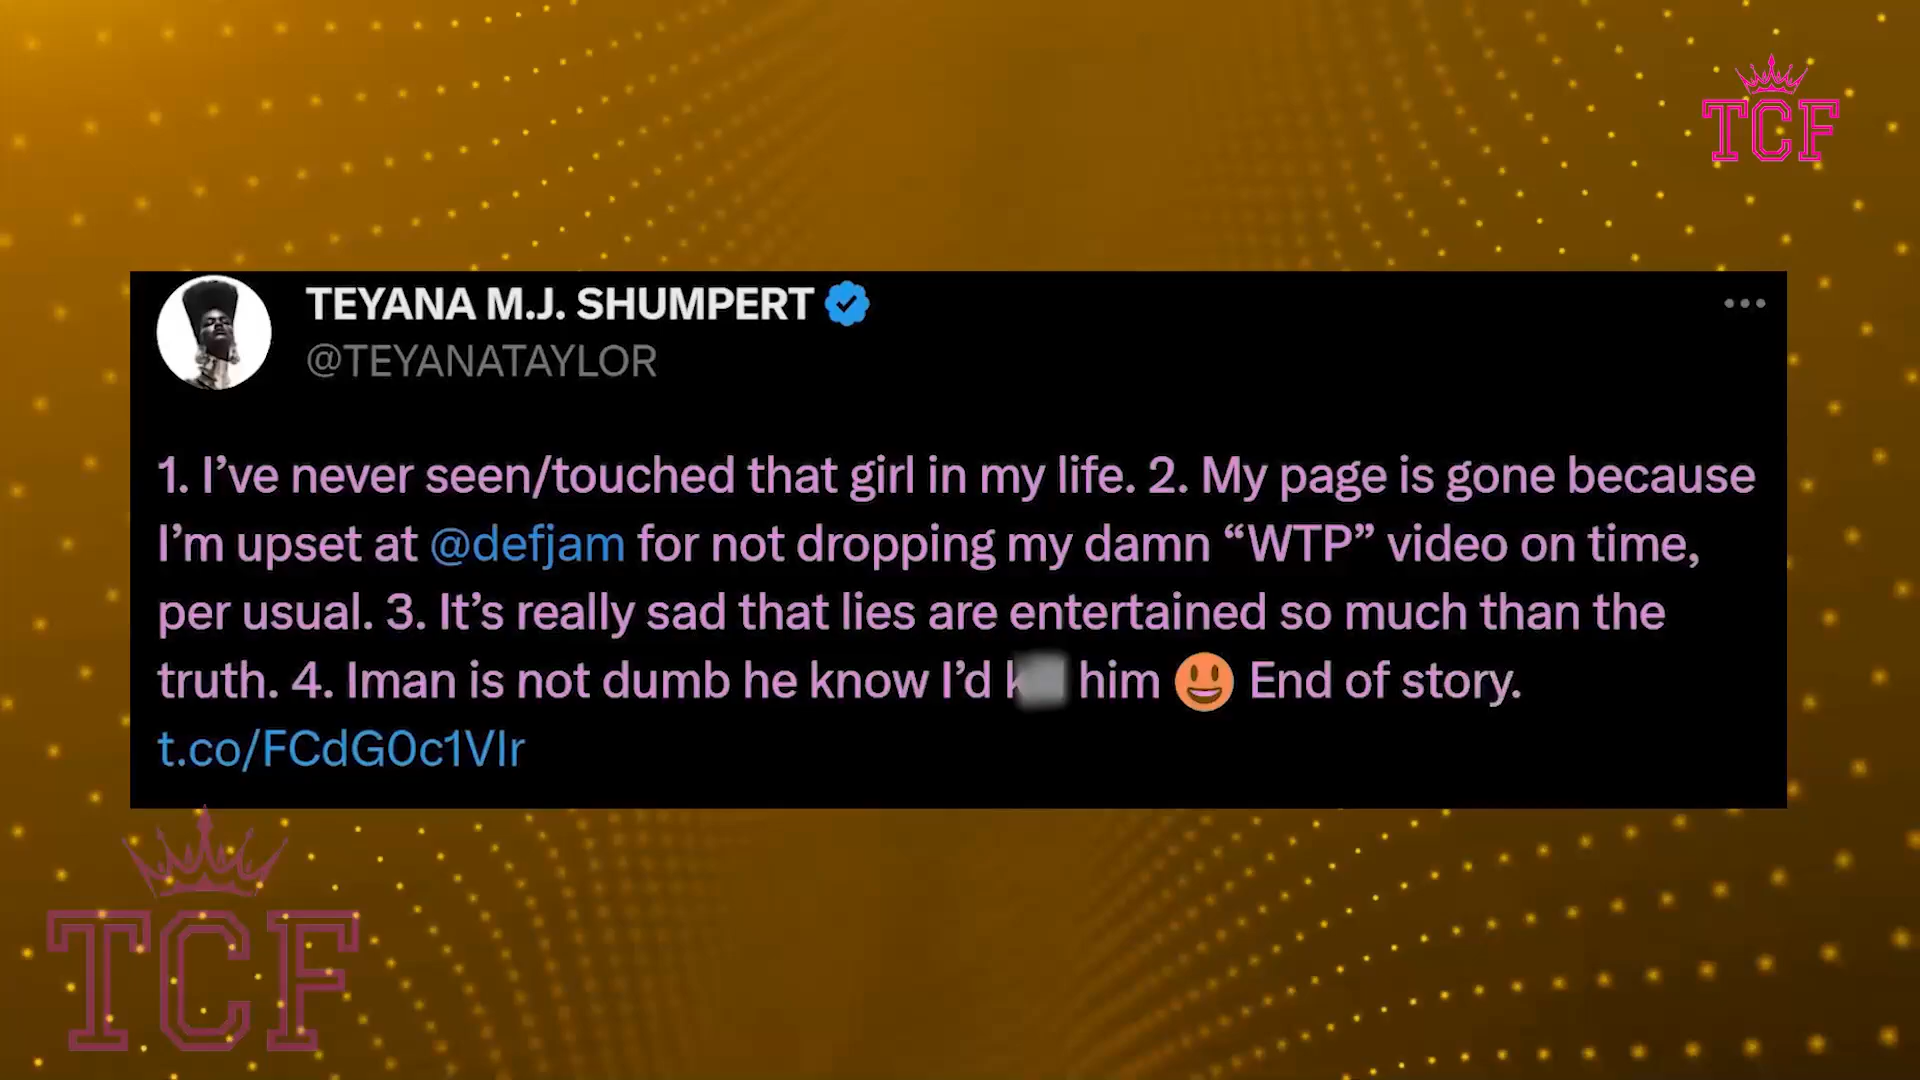 TCF
TEYANA M.J. SHUMPERT
@TEYANATAYLOR
1. I’ve never seen/touched that girl in my life. 2. My page is gone because
I’m upset at @defjam for not dropping my damn “WTP” video on time,
per usual. 3. It’s really sad that lies are entertained so much than the
truth. 4. Iman is not dumb he know I’d him 😃 End of story.
t.co/FCdG0c1VIr
TCF